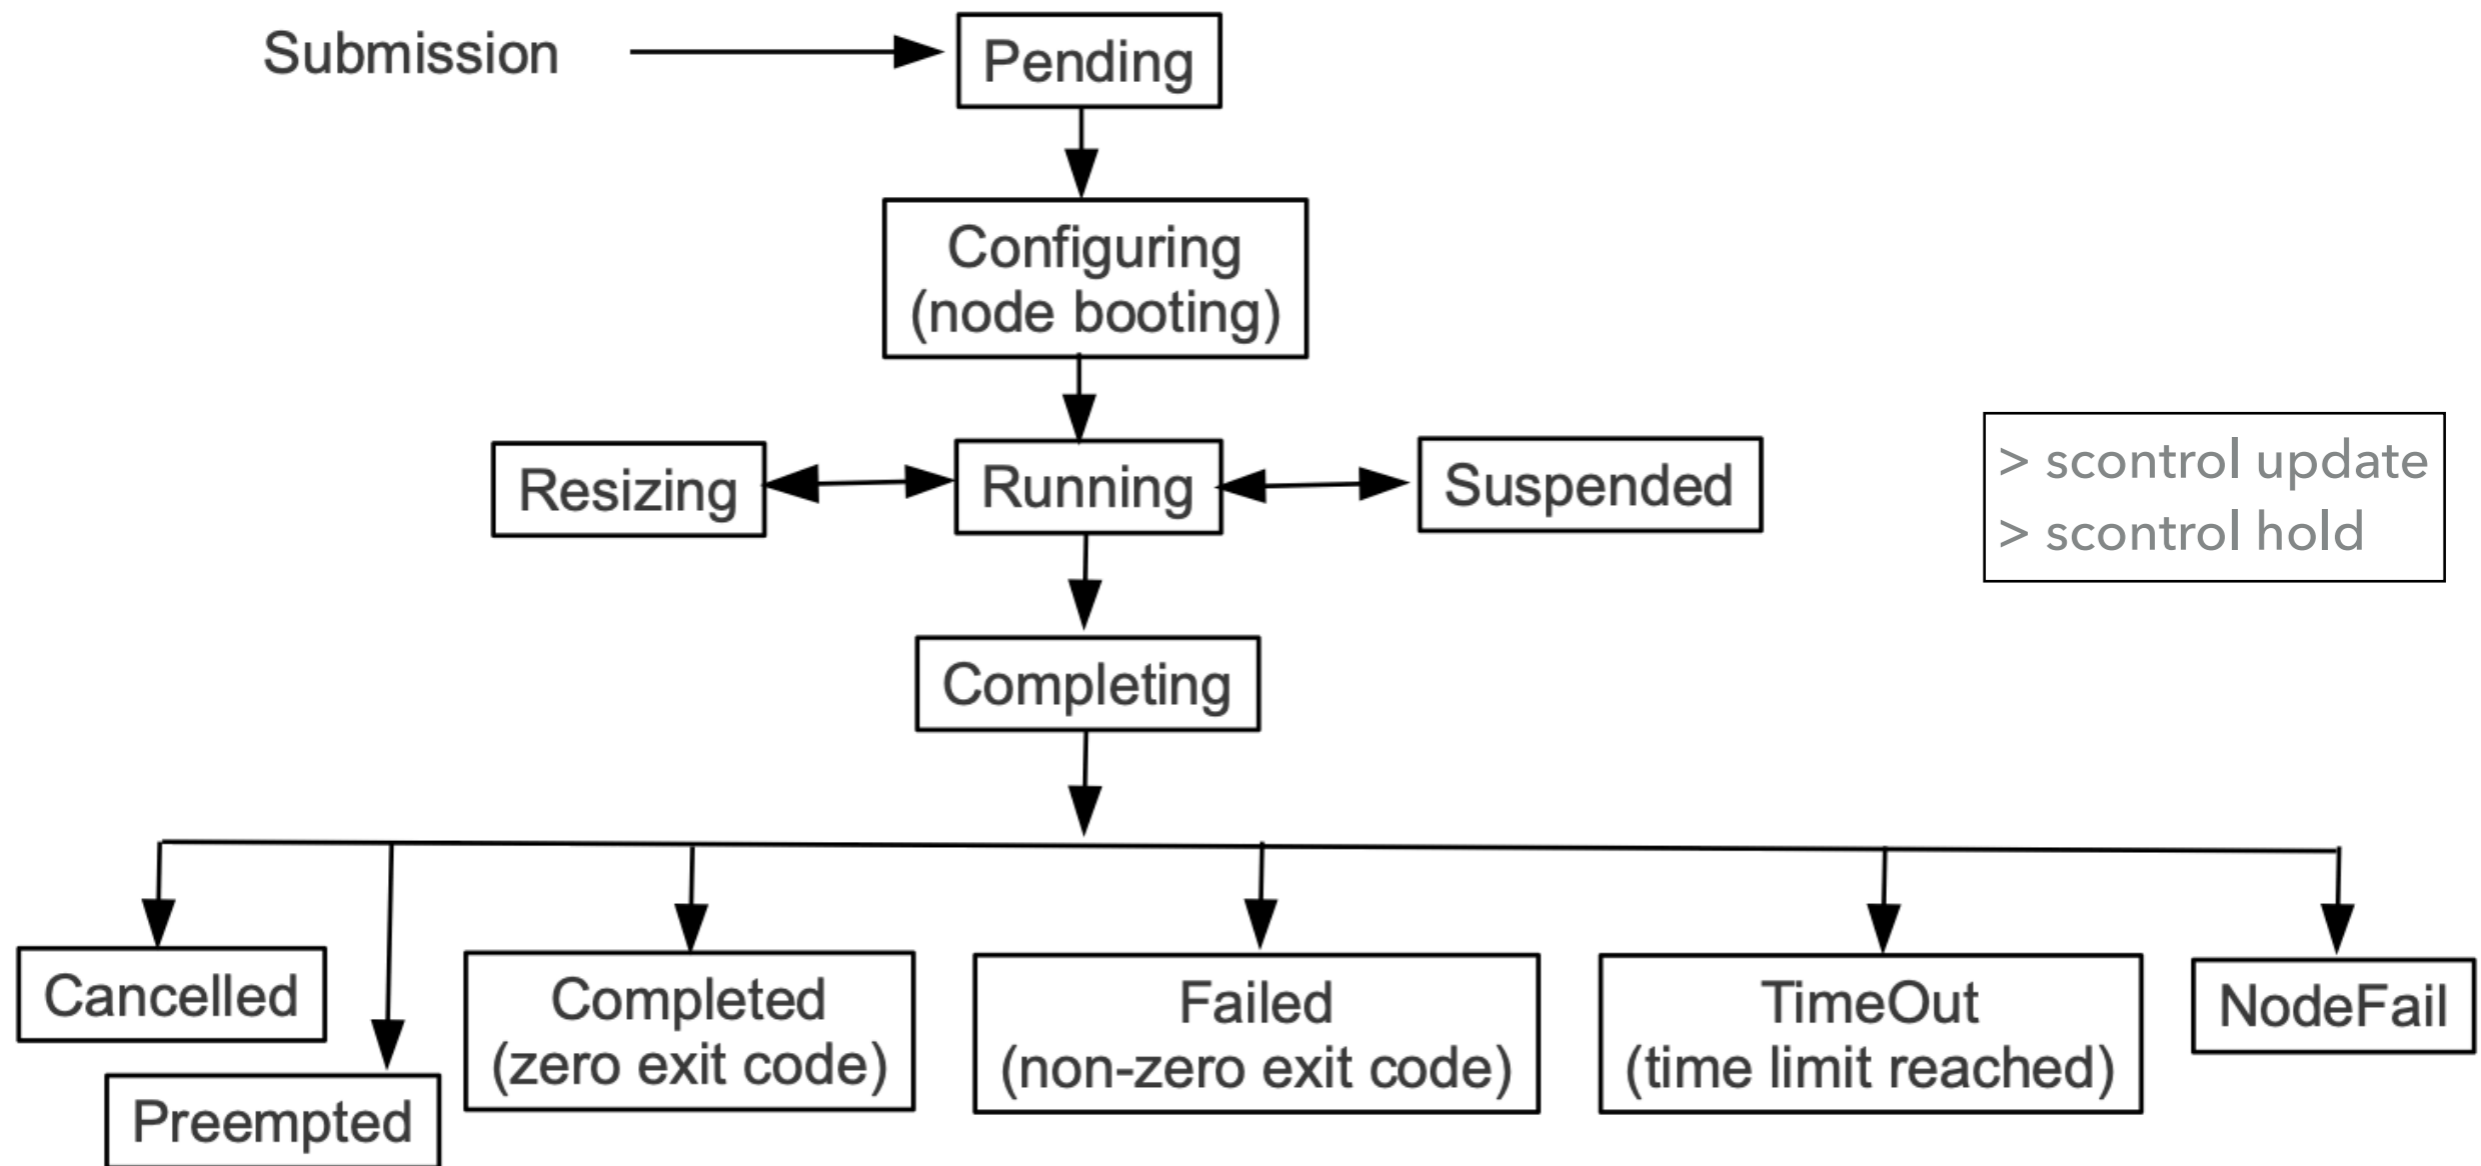 Submission
Pending
Configuring
(node booting)
Resizing
Running
Suspended
> scontrol update
> scontrol hold
Completing
Cancelled
Preempted
Completed
(zero exit code)
Failed
(non-zero exit code)
TimeOut
(time limit reached)
NodeFail